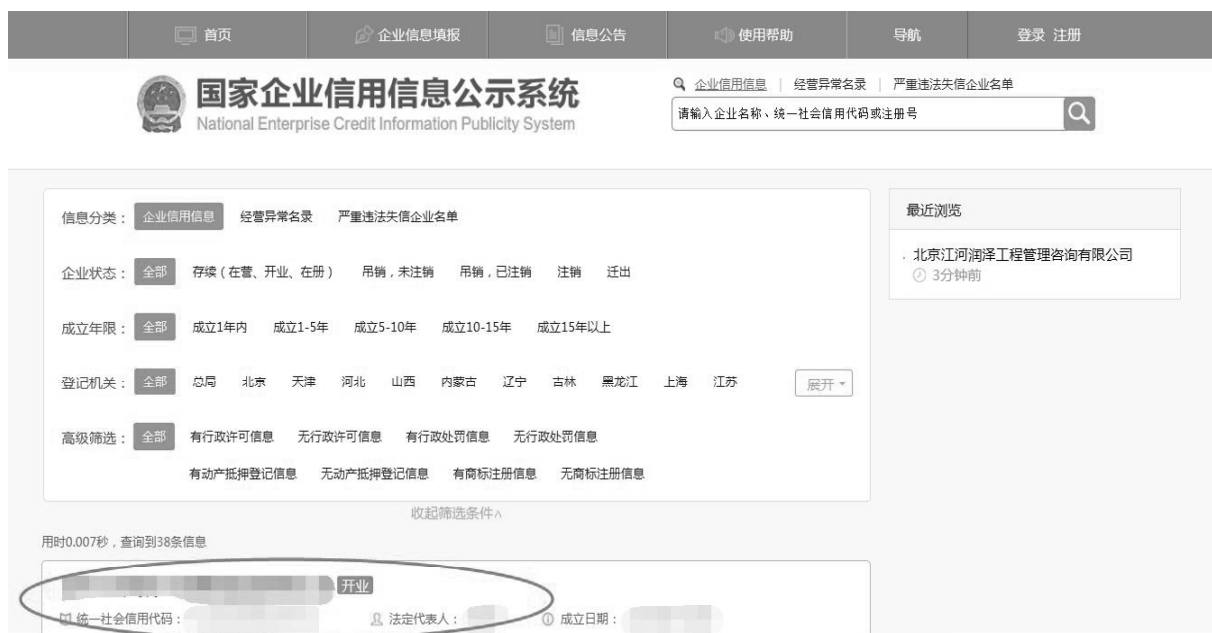 首页 企业信息填报 信息公告 使用帮助 导航 登录 注册
企业信用信息 | 经营异常名录 | 严重违法失信企业名单
国家企业信用信息公示系统
National Enterprise Credit Information Publicity System
请输入企业名称、统一社会信用代码或注册号
信息分类： 企业信用信息 经营异常名录 严重违法失信企业名单
企业状态： 全部 存续（在营、开业、在册） 吊销，未注销 吊销，已注销 注销 迁出
成立年限： 全部 成立1年内 成立1-5年 成立5-10年 成立10-15年 成立15年以上
登记机关： 全部 总局 北京 天津 河北 山西 内蒙古 辽宁 吉林 黑龙江 上海 江苏 展开
高级筛选： 全部 有行政许可信息 无行政许可信息 有行政处罚信息 无行政处罚信息
有动产抵押登记信息 无动产抵押登记信息 有商标注册信息 无商标注册信息
收起筛选条件∧
最近浏览
. 北京江河润泽工程管理咨询有限公司
3分钟前
用时0.007秒，查询到38条信息
开业
统一社会信用代码： 法定代表人： 成立日期：